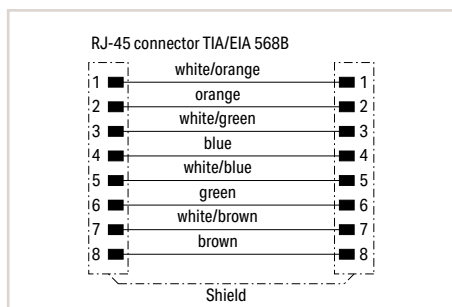 RJ-45 connector TIA/EIA 568B
white/orange
1 1
orange
2 2
white/green
3 3
blue
4 4
white/blue
5 5
green
6 6
white/brown
7 7
brown
8 8
Shield